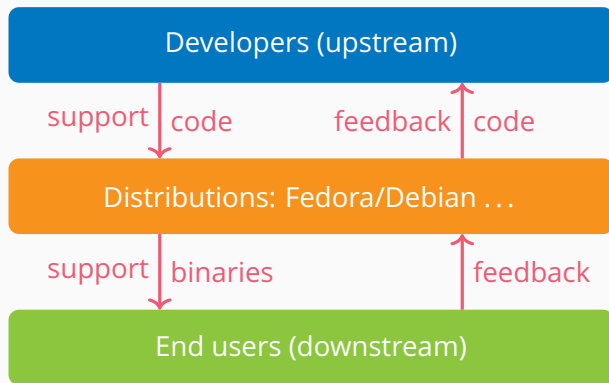 Developers (upstream)
support code feedback code
Distributions: Fedora/Debian ...
support binaries feedback
End users (downstream)